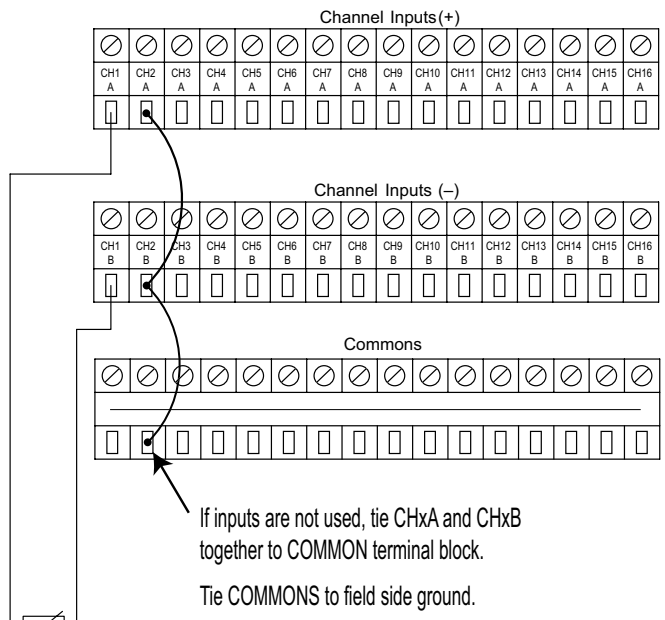 Channel Inputs(+)
CH1 CH2 CH3 CH4 CH5 CH6 CH7 CH8 CH9 CH10 CH11 CH12 CH13 CH14 CH15 CH16
A A A A A A A A A A A A A A A A
Channel Inputs (–)
CH1 CH2 CH3 CH4 CH5 CH6 CH7 CH8 CH9 CH10 CH11 CH12 CH13 CH14 CH15 CH16
B B B B B B B B B B B B B B B B
Commons
If inputs are not used, tie CHxA and CHxB
together to COMMON terminal block.
Tie COMMONS to field side ground.